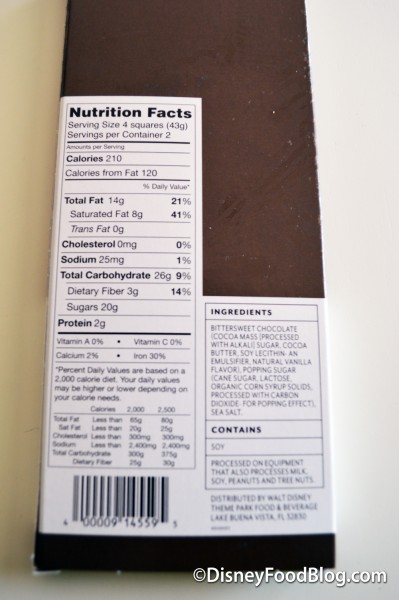 Nutrition Facts
Serving Size 4 squares (43g)
Servings per Container 2
Amounts per Serving
Calories 210
Calories from Fat 120
% Daily Value*
Total Fat 14g 21%
Saturated Fat 8g 41%
Trans Fat 0g
Cholesterol 0mg 0%
Sodium 25mg 1%
Total Carbohydrate 26g 9%
Dietary Fiber 3g 14%
Sugars 20g
Protein 2g
Vitamin A 0% • Vitamin C 0%
Calcium 2% • Iron 30%
*Percent Daily Values are based on a
2,000 calorie diet. Your daily values
may be higher or lower depending on
your calorie needs.
Calories 2,000 2,500
Total Fat Less than 65g 80g
Sat Fat Less than 20g 25g
Cholesterol Less than 300mg 300mg
Sodium Less than 2,400mg 2,400mg
Total Carbohydrate 300g 375g
Dietary Fiber 25g 30g
4 00009 14559 5
INGREDIENTS
BITTERSWEET CHOCOLATE
(COCOA MASS [PROCESSED
WITH ALKALI] SUGAR, COCOA
BUTTER, SOY LECITHIN- AN
EMULSIFIER, NATURAL VANILLA
FLAVOR), POPPING SUGAR
(CANE SUGAR, LACTOSE,
ORGANIC CORN SYRUP SOLIDS,
PROCESSED WITH CARBON
DIOXIDE- FOR POPPING EFFECT),
SEA SALT.
CONTAINS
SOY
PROCESSED ON EQUIPMENT
THAT ALSO PROCESSES MILK,
SOY, PEANUTS AND TREE NUTS.
DISTRIBUTED BY WALT DISNEY
THEME PARK FOOD & BEVERAGE
LAKE BUENA VISTA, FL 32830
©DisneyFoodBlog.com